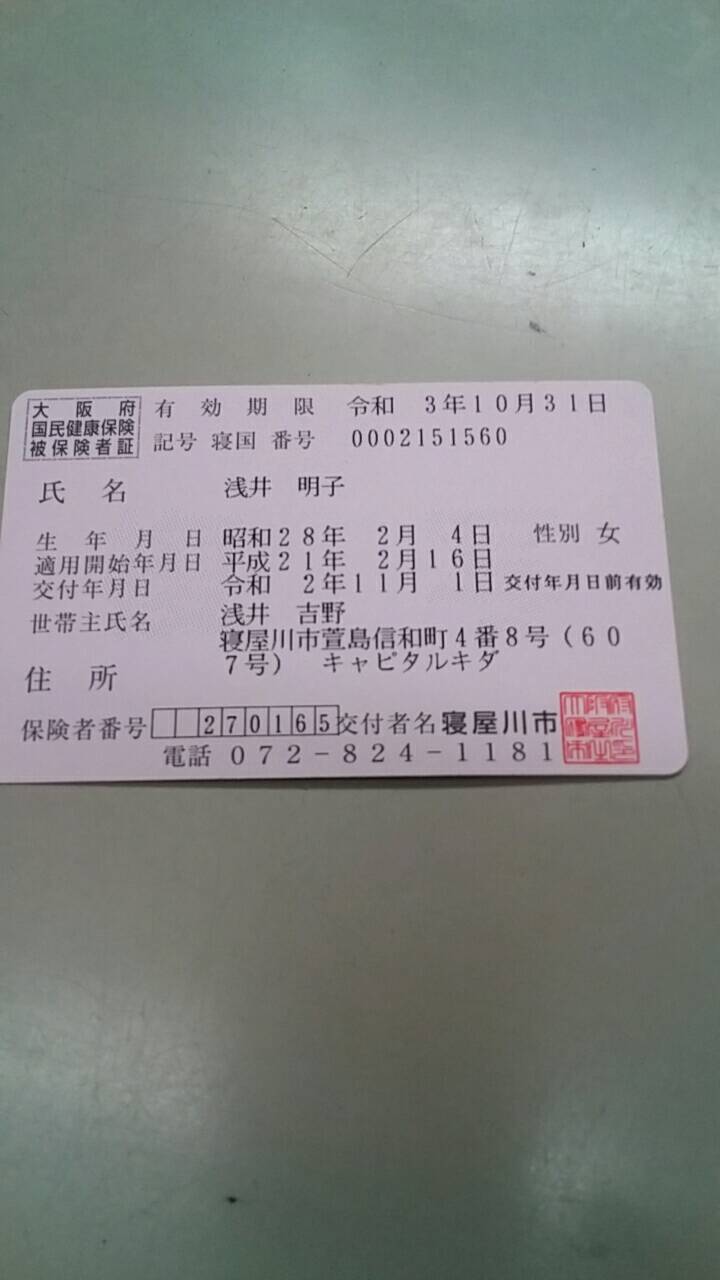 大阪府
国民健康保険
被保険者証
有効期限 令和 3年10月31日
記号 寝国 番号 0002151560
氏名 浅井 明子
生年月日 昭和28年 2月 4日 性別 女
適用開始年月日 平成21年 2月16日
交付年月日 令和 2年11月 1日 交付年月日前有効
世帯主氏名 浅井 吉野
住所 寝屋川市萱島信和町4番8号(60
7号) キャピタルキダ
保険者番号 270165 交付者名 寝屋川市
電話 072-824-1181